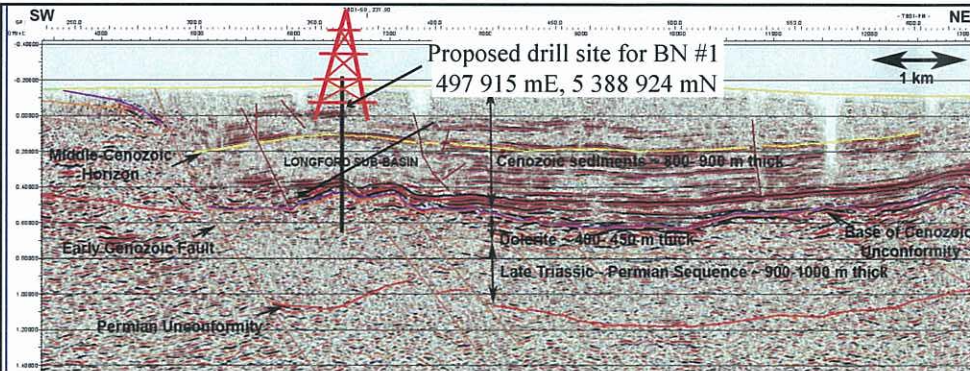 SW
NE
1 km
Proposed drill site for BN #1
497 915 mE, 5 388 924 mN
Middle-Cenozoic
Horizon
LONGFORD SUB-BASIN
Cenozoic sediments ~ 800- 900 m thick
Early Cenozoic Fault
Dolerite ~ 400- 450 m thick
Base of Cenozoic
Unconformity
Late Triassic - Permian Sequence ~ 900-1000 m thick
Permian Unconformity